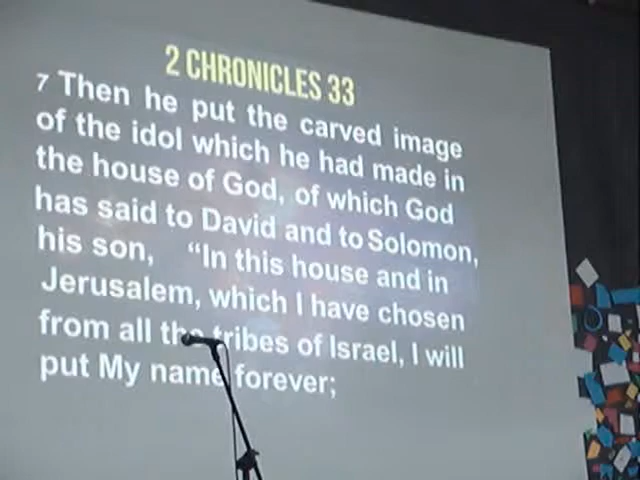 2 CHRONICLES 33
7 Then he put the carved image
of the idol which he had made in
the house of God, of which God
has said to David and to Solomon,
his son, “In this house and in
Jerusalem, which I have chosen
from all the tribes of Israel, I will
put My name forever;